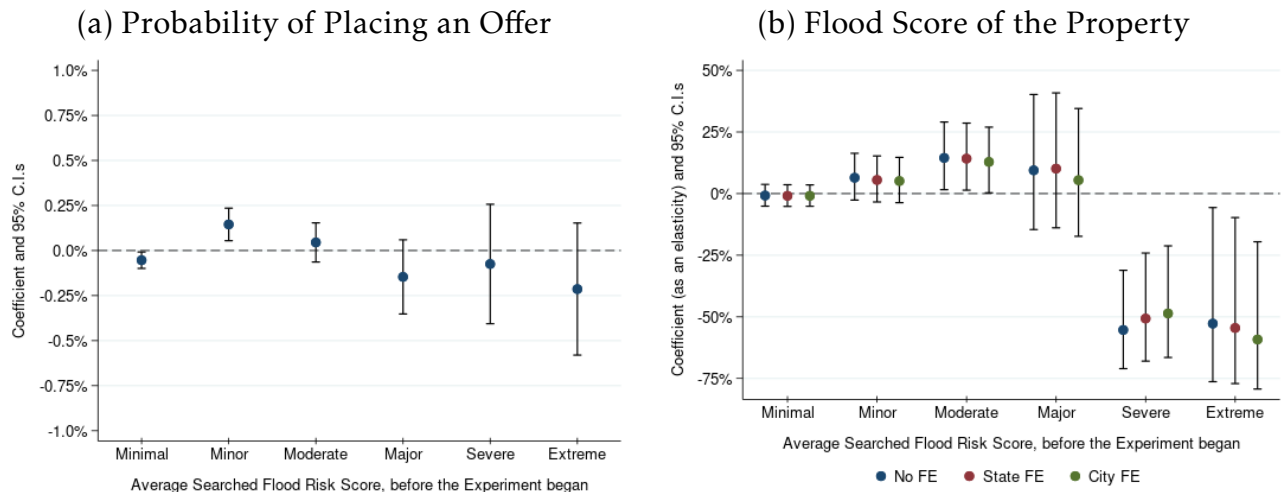 (a) Probability of Placing an Offer
Coefficient and 95% C.I.s
1.0%
0.75%
0.5%
0.25%
0.0%
-0.25%
-0.5%
-0.75%
-1.0%
Minimal Minor Moderate Major Severe Extreme
Average Searched Flood Risk Score, before the Experiment began
(b) Flood Score of the Property
Coefficient (as an elasticity) and 95% C.I.s
50%
25%
0%
-25%
-50%
-75%
Minimal Minor Moderate Major Severe Extreme
Average Searched Flood Risk Score, before the Experiment began
No FE State FE City FE